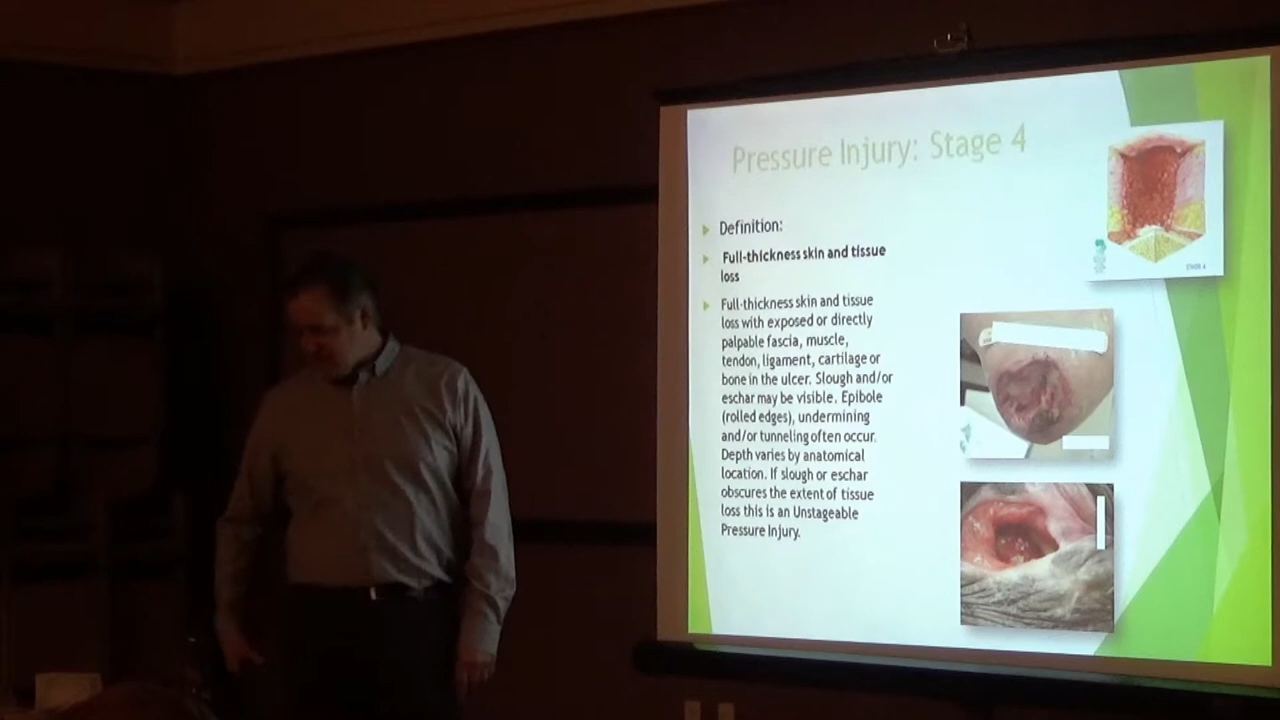 Pressure Injury: Stage 4
Definition:
Full-thickness skin and tissue
loss
Full-thickness skin and tissue
loss with exposed or directly
palpable fascia, muscle,
tendon, ligament, cartilage or
bone in the ulcer. Slough and/or
eschar may be visible. Epibole
(rolled edges), undermining
and/or tunneling often occur.
Depth varies by anatomical
location. If slough or eschar
obscures the extent of tissue
loss this is an Unstageable
Pressure Injury.
STAGE 4